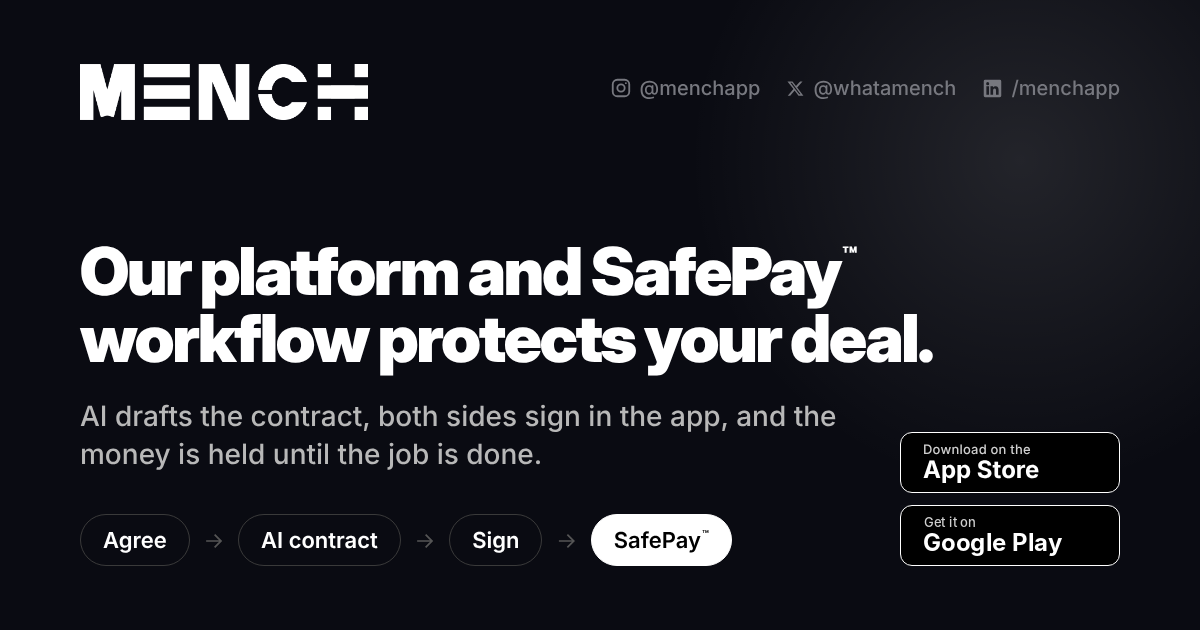 MENCH
@menchapp @whatamench /menchapp
Our platform and SafePay™
workflow protects your deal.
AI drafts the contract, both sides sign in the app, and the
money is held until the job is done.
Agree → AI contract → Sign → SafePay™
Download on the
App Store
Get it on
Google Play